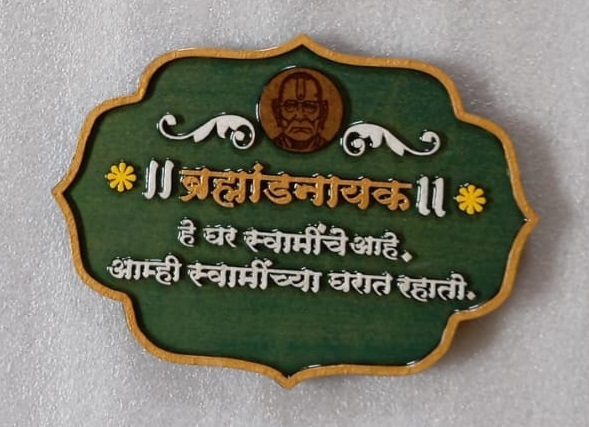 ॥ब्रह्मांडनायक॥
हे घर स्वामींचे आहे.
आम्ही स्वामींच्या घरात रहातो.